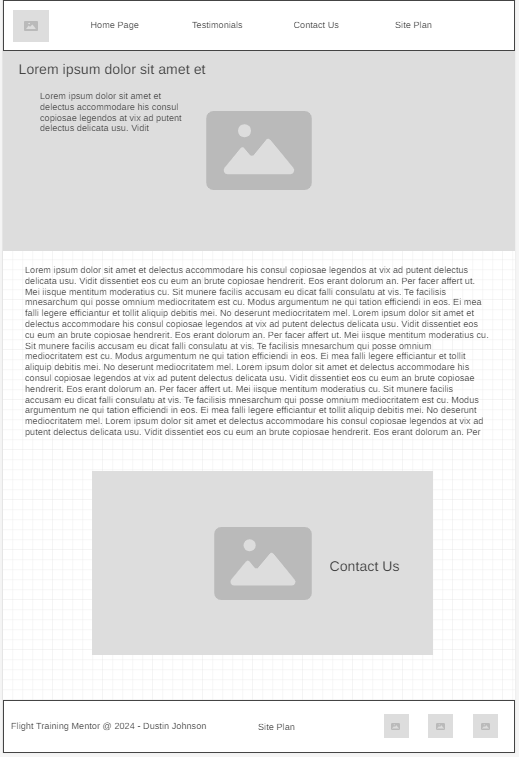 Home Page Testimonials Contact Us Site Plan
Lorem ipsum dolor sit amet et
Lorem ipsum dolor sit amet et
delectus accommodare his consul
copiosae legendos at vix ad putent
delectus delicata usu. Vidit
Lorem ipsum dolor sit amet et delectus accommodare his consul copiosae legendos at vix ad putent delectus
delicata usu. Vidit dissentiet eos cu eum an brute copiosae hendrerit. Eos erant dolorum an. Per facer affert ut.
Mei iisque mentitum moderatius cu. Sit munere facilis accusam eu dicat falli consulatu at vis. Te facilisis
mnesarchum qui posse omnium mediocritatem est cu. Modus argumentum ne qui tation efficiendi in eos. Ei mea
falli legere efficiantur et tollit aliquip debitis mei. No deserunt mediocritatem mel. Lorem ipsum dolor sit amet et
delectus accommodare his consul copiosae legendos at vix ad putent delectus delicata usu. Vidit dissentiet eos
cu eum an brute copiosae hendrerit. Eos erant dolorum an. Per facer affert ut. Mei iisque mentitum moderatius cu.
Sit munere facilis accusam eu dicat falli consulatu at vis. Te facilisis mnesarchum qui posse omnium
mediocritatem est cu. Modus argumentum ne qui tation efficiendi in eos. Ei mea falli legere efficiantur et tollit
aliquip debitis mei. No deserunt mediocritatem mel. Lorem ipsum dolor sit amet et delectus accommodare his
consul copiosae legendos at vix ad putent delectus delicata usu. Vidit dissentiet eos cu eum an brute copiosae
hendrerit. Eos erant dolorum an. Per facer affert ut. Mei iisque mentitum moderatius cu. Sit munere facilis
accusam eu dicat falli consulatu at vis. Te facilisis mnesarchum qui posse omnium mediocritatem est cu. Modus
argumentum ne qui tation efficiendi in eos. Ei mea falli legere efficiantur et tollit aliquip debitis mei. No deserunt
mediocritatem mel. Lorem ipsum dolor sit amet et delectus accommodare his consul copiosae legendos at vix ad
putent delectus delicata usu. Vidit dissentiet eos cu eum an brute copiosae hendrerit. Eos erant dolorum an. Per
Contact Us
Flight Training Mentor @ 2024 - Dustin Johnson Site Plan